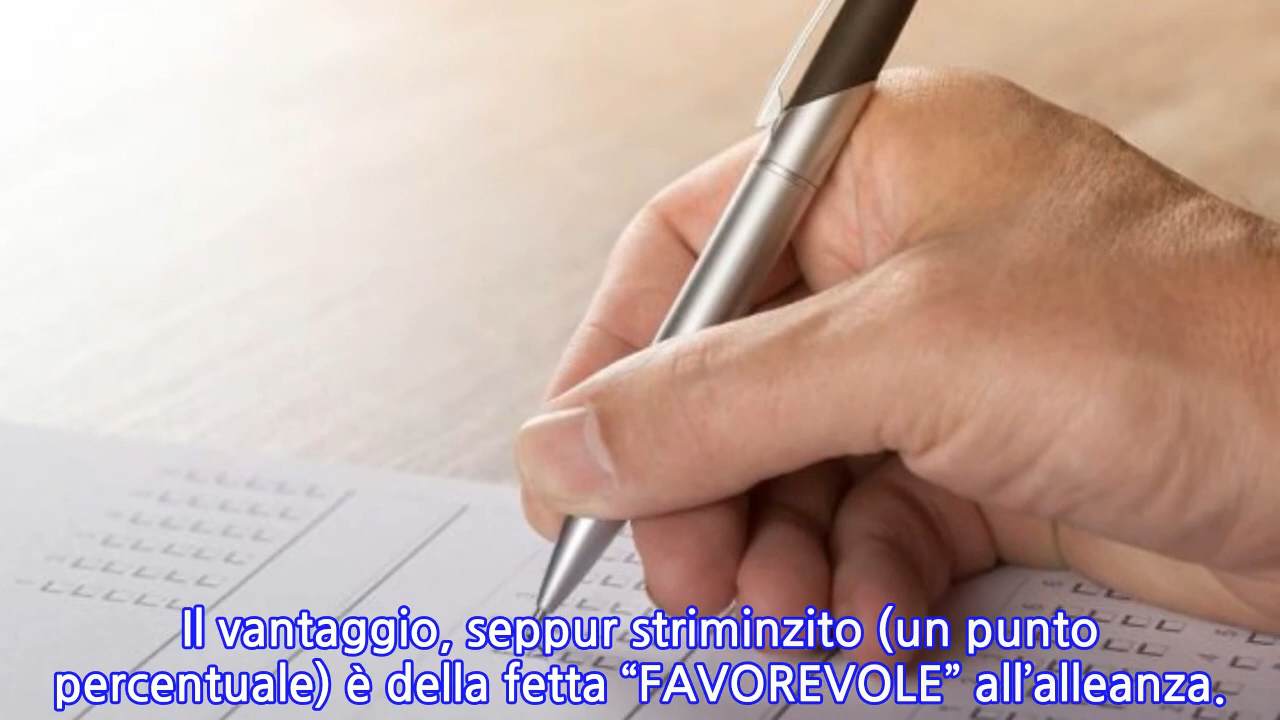 Il vantaggio, seppur striminzito (un punto
percentuale) è della fetta “FAVOREVOLE” all’alleanza.